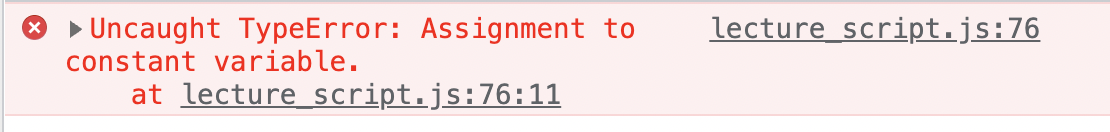 Uncaught TypeError: Assignment to lecture_script.js:76
constant variable.
at lecture_script.js:76:11